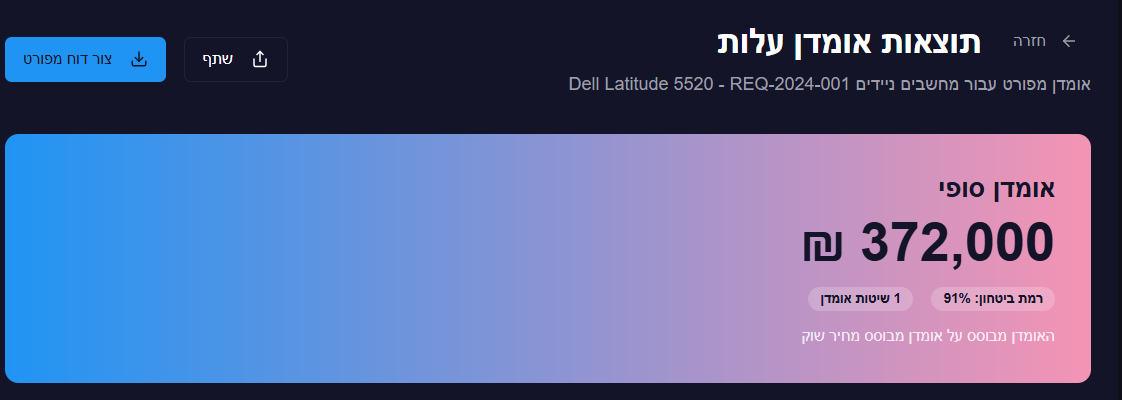 חזרה
תוצאות אומדן עלות
שתף
צור דוח מפורט
אומדן מפורט עבור מחשבים ניידים Dell Latitude 5520 - REQ-2024-001
אומדן סופי
372,000 ₪
רמת ביטחון: 91%
1 שיטות אומדן
האומדן מבוסס על אומדן מבוסס מחיר שוק